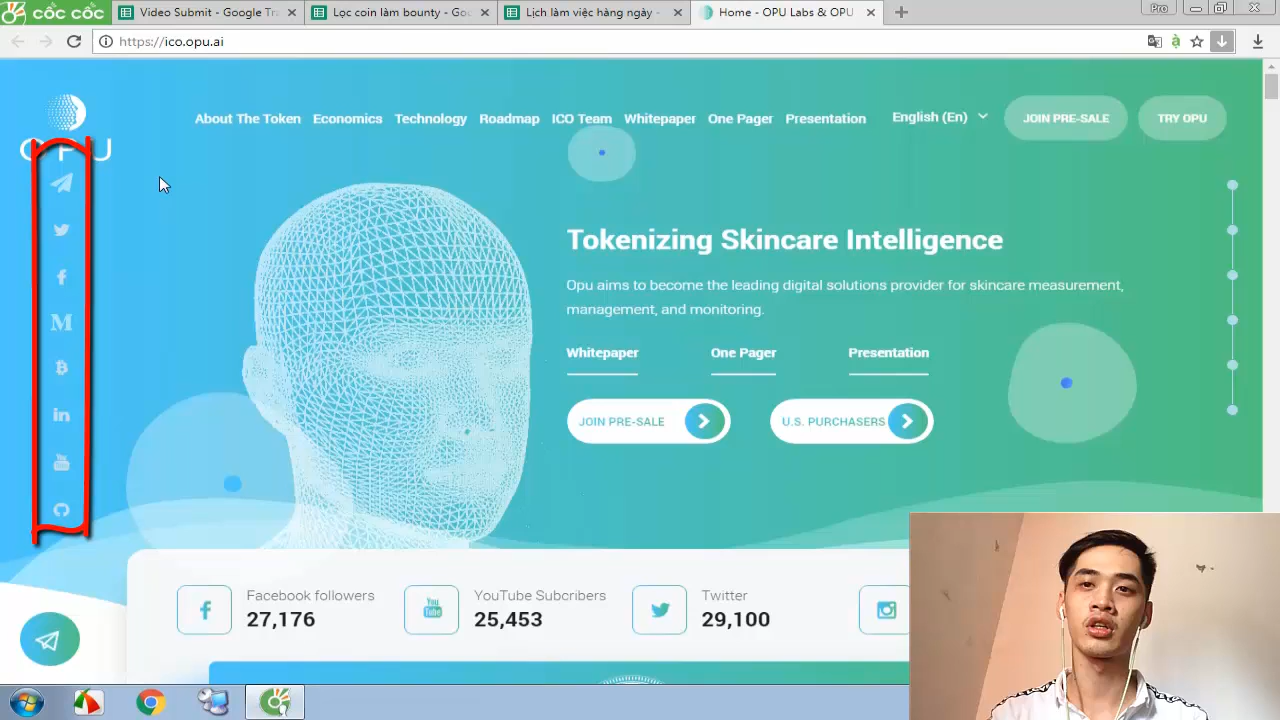 cốc cốc
Video Submit - Google Tra
Lọc coin làm bounty - Goo
Lịch làm việc hàng ngày -
Home - OPU Labs & OPU
Pro
https://ico.opu.ai
OPU
About The Token
Economics
Technology
Roadmap
ICO Team
Whitepaper
One Pager
Presentation
English (En)
JOIN PRE-SALE
TRY OPU
Tokenizing Skincare Intelligence
Opu aims to become the leading digital solutions provider for skincare measurement,
management, and monitoring.
Whitepaper
One Pager
Presentation
JOIN PRE-SALE
U.S. PURCHASERS
Facebook followers
27,176
YouTube Subcribers
25,453
Twitter
29,100